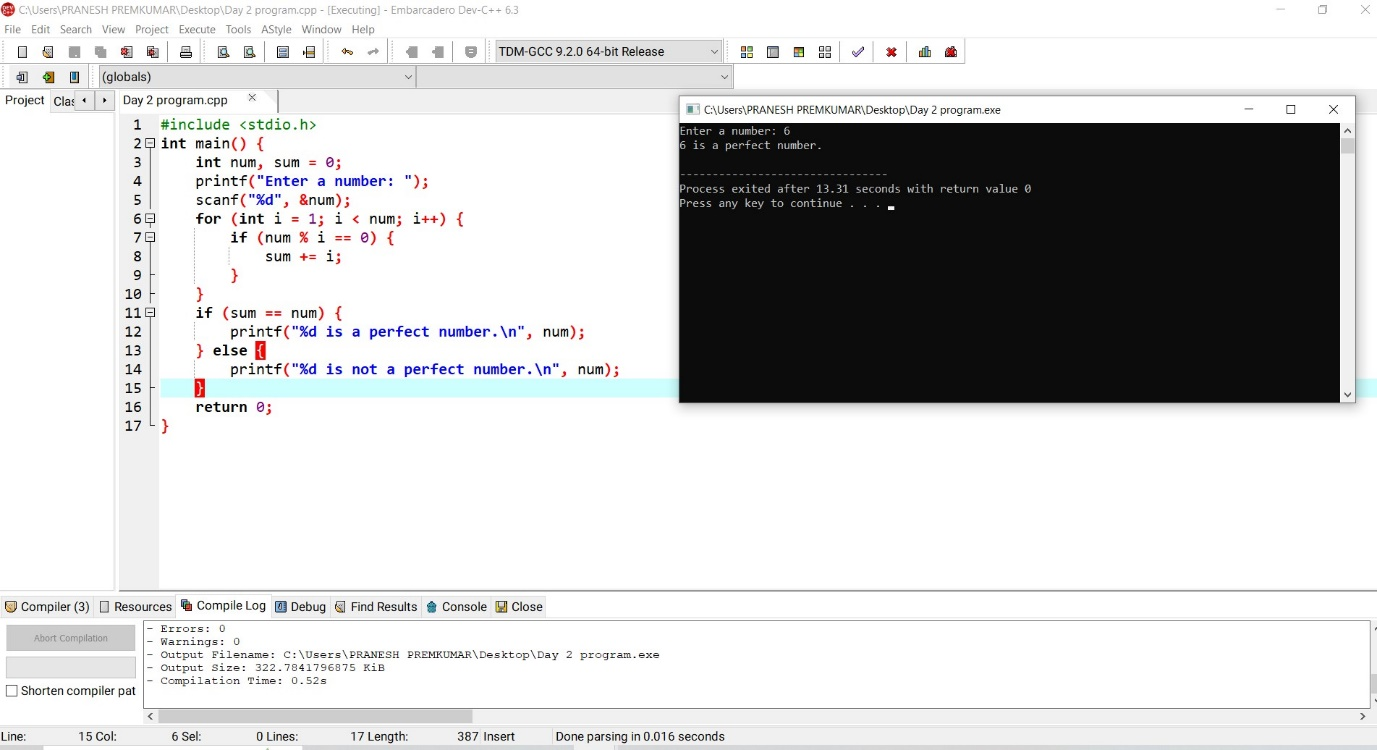 C:\Users\PRANESH PREMKUMAR\Desktop\Day 2 program.cpp - [Executing] - Embarcadero Dev-C++ 6.3
File Edit Search View Project Execute Tools AStyle Window Help
TDM-GCC 9.2.0 64-bit Release
(globals)
Project Clas Day 2 program.cpp
1 #include <stdio.h>
2 int main() {
3 int num, sum = 0;
4 printf("Enter a number: ");
5 scanf("%d", &num);
6 for (int i = 1; i < num; i++) {
7 if (num % i == 0) {
8 sum += i;
9 }
10 }
11 if (sum == num) {
12 printf("%d is a perfect number.\n", num);
13 } else {
14 printf("%d is not a perfect number.\n", num);
15 }
16 return 0;
17 }
C:\Users\PRANESH PREMKUMAR\Desktop\Day 2 program.exe
Enter a number: 6
6 is a perfect number.
--------------------------------
Process exited after 13.31 seconds with return value 0
Press any key to continue . . .
Compiler (3) Resources Compile Log Debug Find Results Console Close
Abort Compilation
Shorten compiler pat
- Errors: 0
- Warnings: 0
- Output Filename: C:\Users\PRANESH PREMKUMAR\Desktop\Day 2 program.exe
- Output Size: 322.7841796875 KiB
- Compilation Time: 0.52s
Line: 15 Col: 6 Sel: 0 Lines: 17 Length: 387 Insert Done parsing in 0.016 seconds